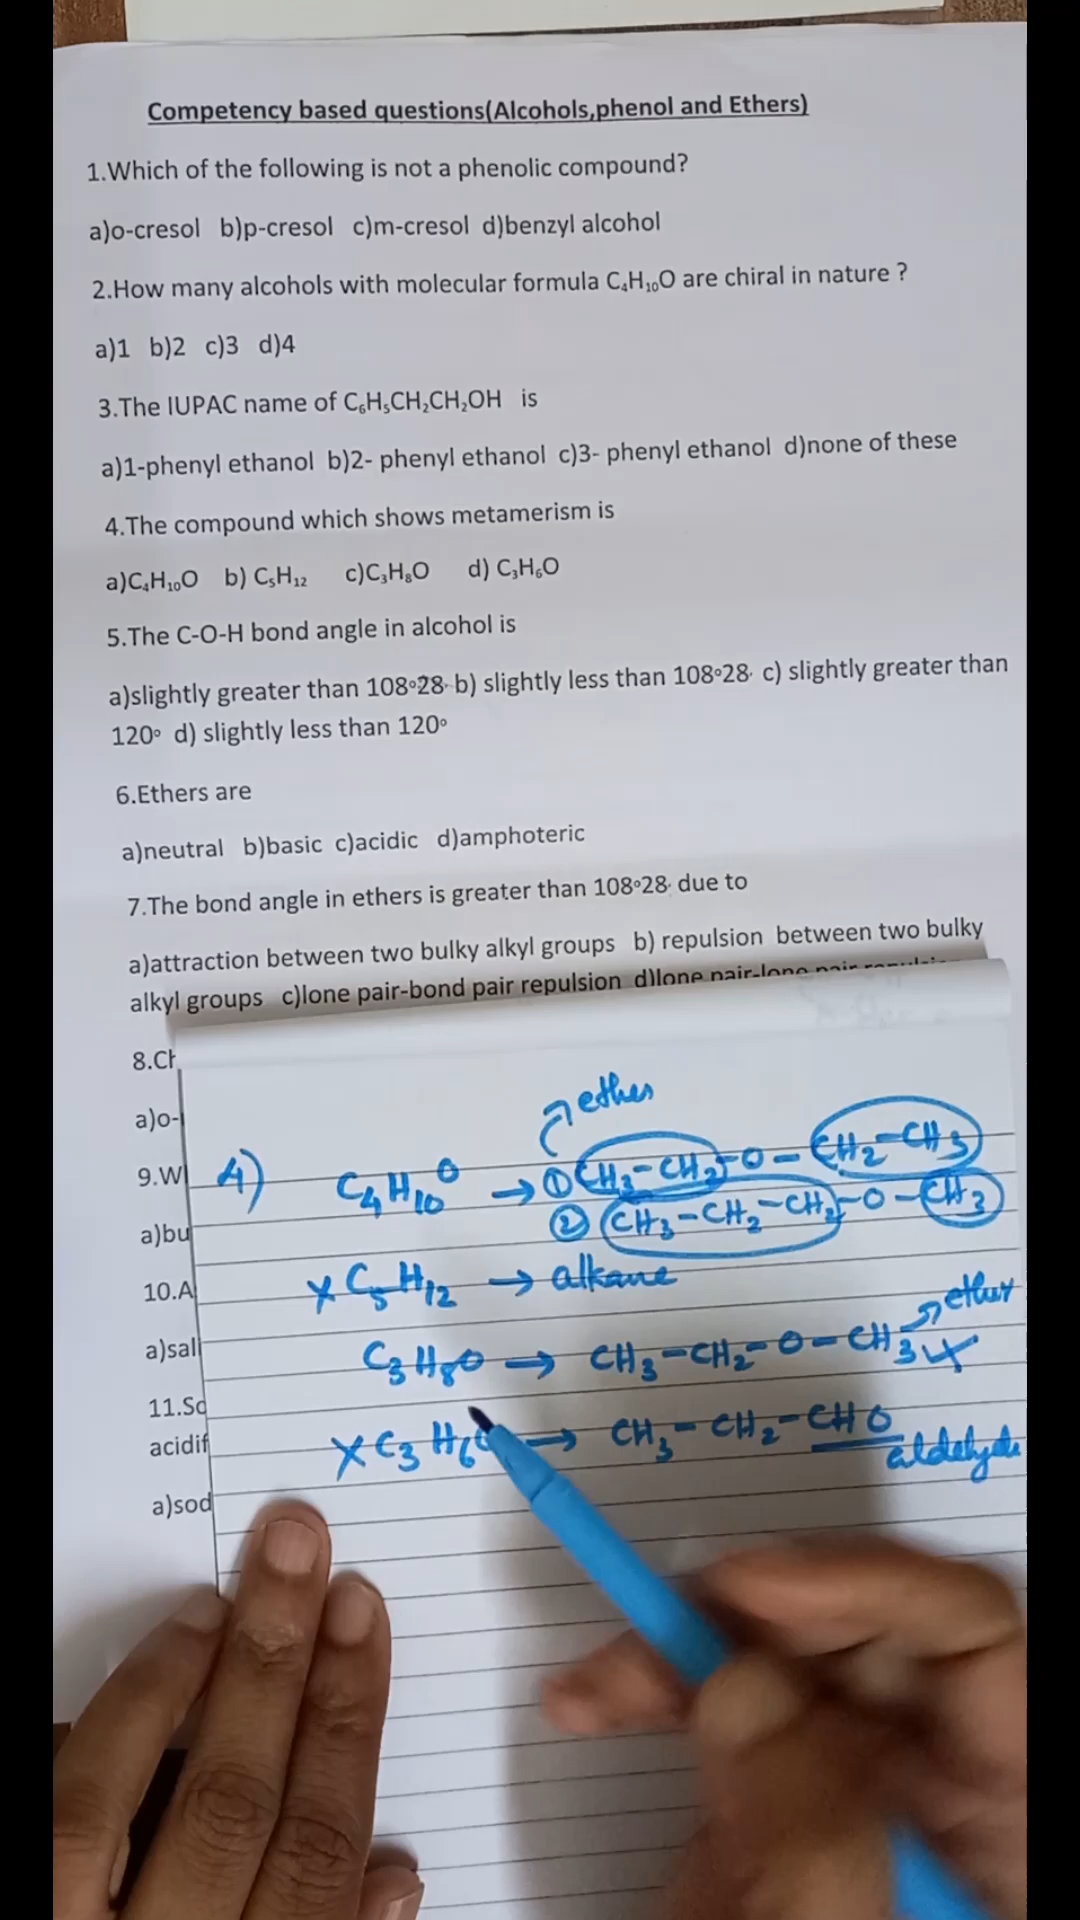 Competency based questions(Alcohols,phenol and Ethers)
1.Which of the following is not a phenolic compound?
a)o-cresol b)p-cresol c)m-cresol d)benzyl alcohol
2.How many alcohols with molecular formula C₄H₁₀O are chiral in nature ?
a)1 b)2 c)3 d)4
3.The IUPAC name of C₆H₅CH₂CH₂OH is
a)1-phenyl ethanol b)2- phenyl ethanol c)3- phenyl ethanol d)none of these
4.The compound which shows metamerism is
a)C₄H₁₀O b) C₅H₁₂ c)C₃H₈O d) C₃H₆O
5.The C-O-H bond angle in alcohol is
a)slightly greater than 108°28· b) slightly less than 108°28· c) slightly greater than
120° d) slightly less than 120°
6.Ethers are
a)neutral b)basic c)acidic d)amphoteric
7.The bond angle in ethers is greater than 108°28· due to
a)attraction between two bulky alkyl groups b) repulsion between two bulky
alkyl groups c)lone pair-bond pair repulsion d)lone pair-lone pair
8.Ch
a)o-
ether
9.W
4) C₄H₁₀O → ① CH₃-CH₂-O-CH₂-CH₃
a)bu
② CH₃-CH₂-CH₂-O-CH₃
10.A
x C₅H₁₂ → alkane
ether
a)sali
C₃H₈O → CH₃-CH₂-O-CH₃ x
11.So
acidif
x C₃H₆O → CH₃-CH₂-CHO
aldehyde
a)sod